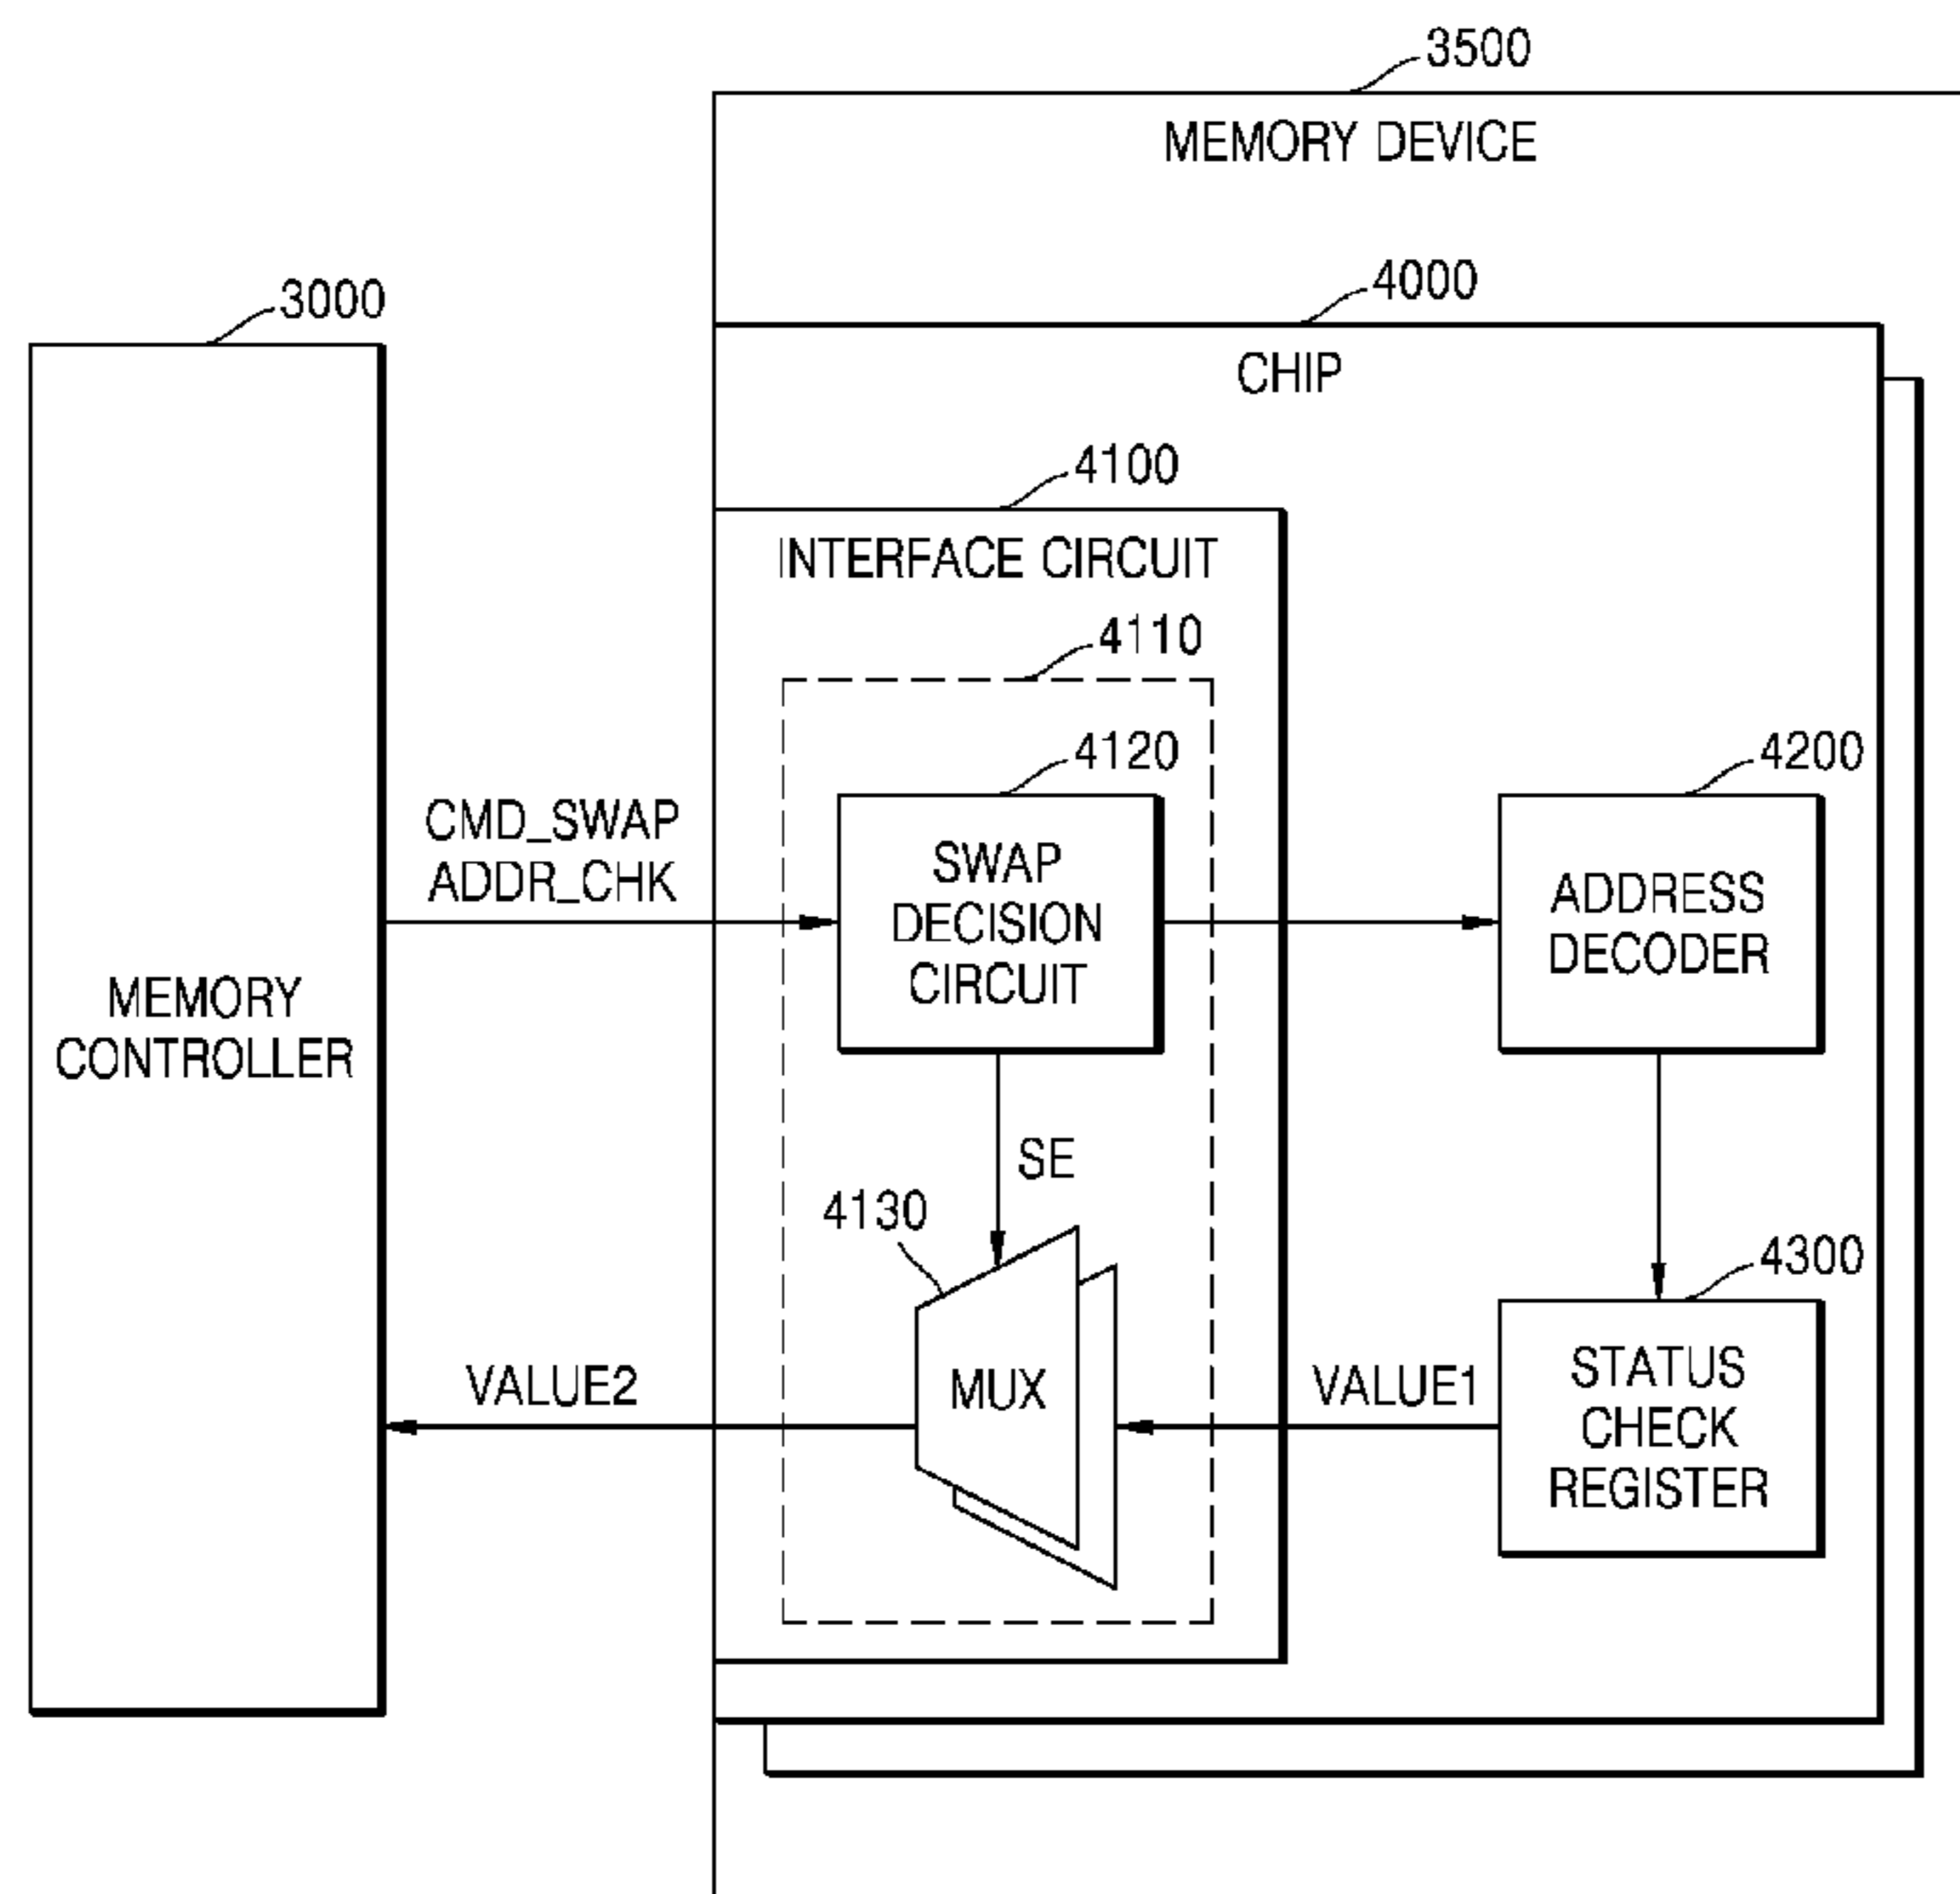 3500
MEMORY DEVICE
4000
CHIP
3000
4100
INTERFACE CIRCUIT
4110
4120
4200
CMD_SWAP
ADDR_CHK
SWAP
DECISION
CIRCUIT
ADDRESS
DECODER
MEMORY
CONTROLLER
SE
4130
4300
VALUE2
MUX
VALUE1
STATUS
CHECK
REGISTER